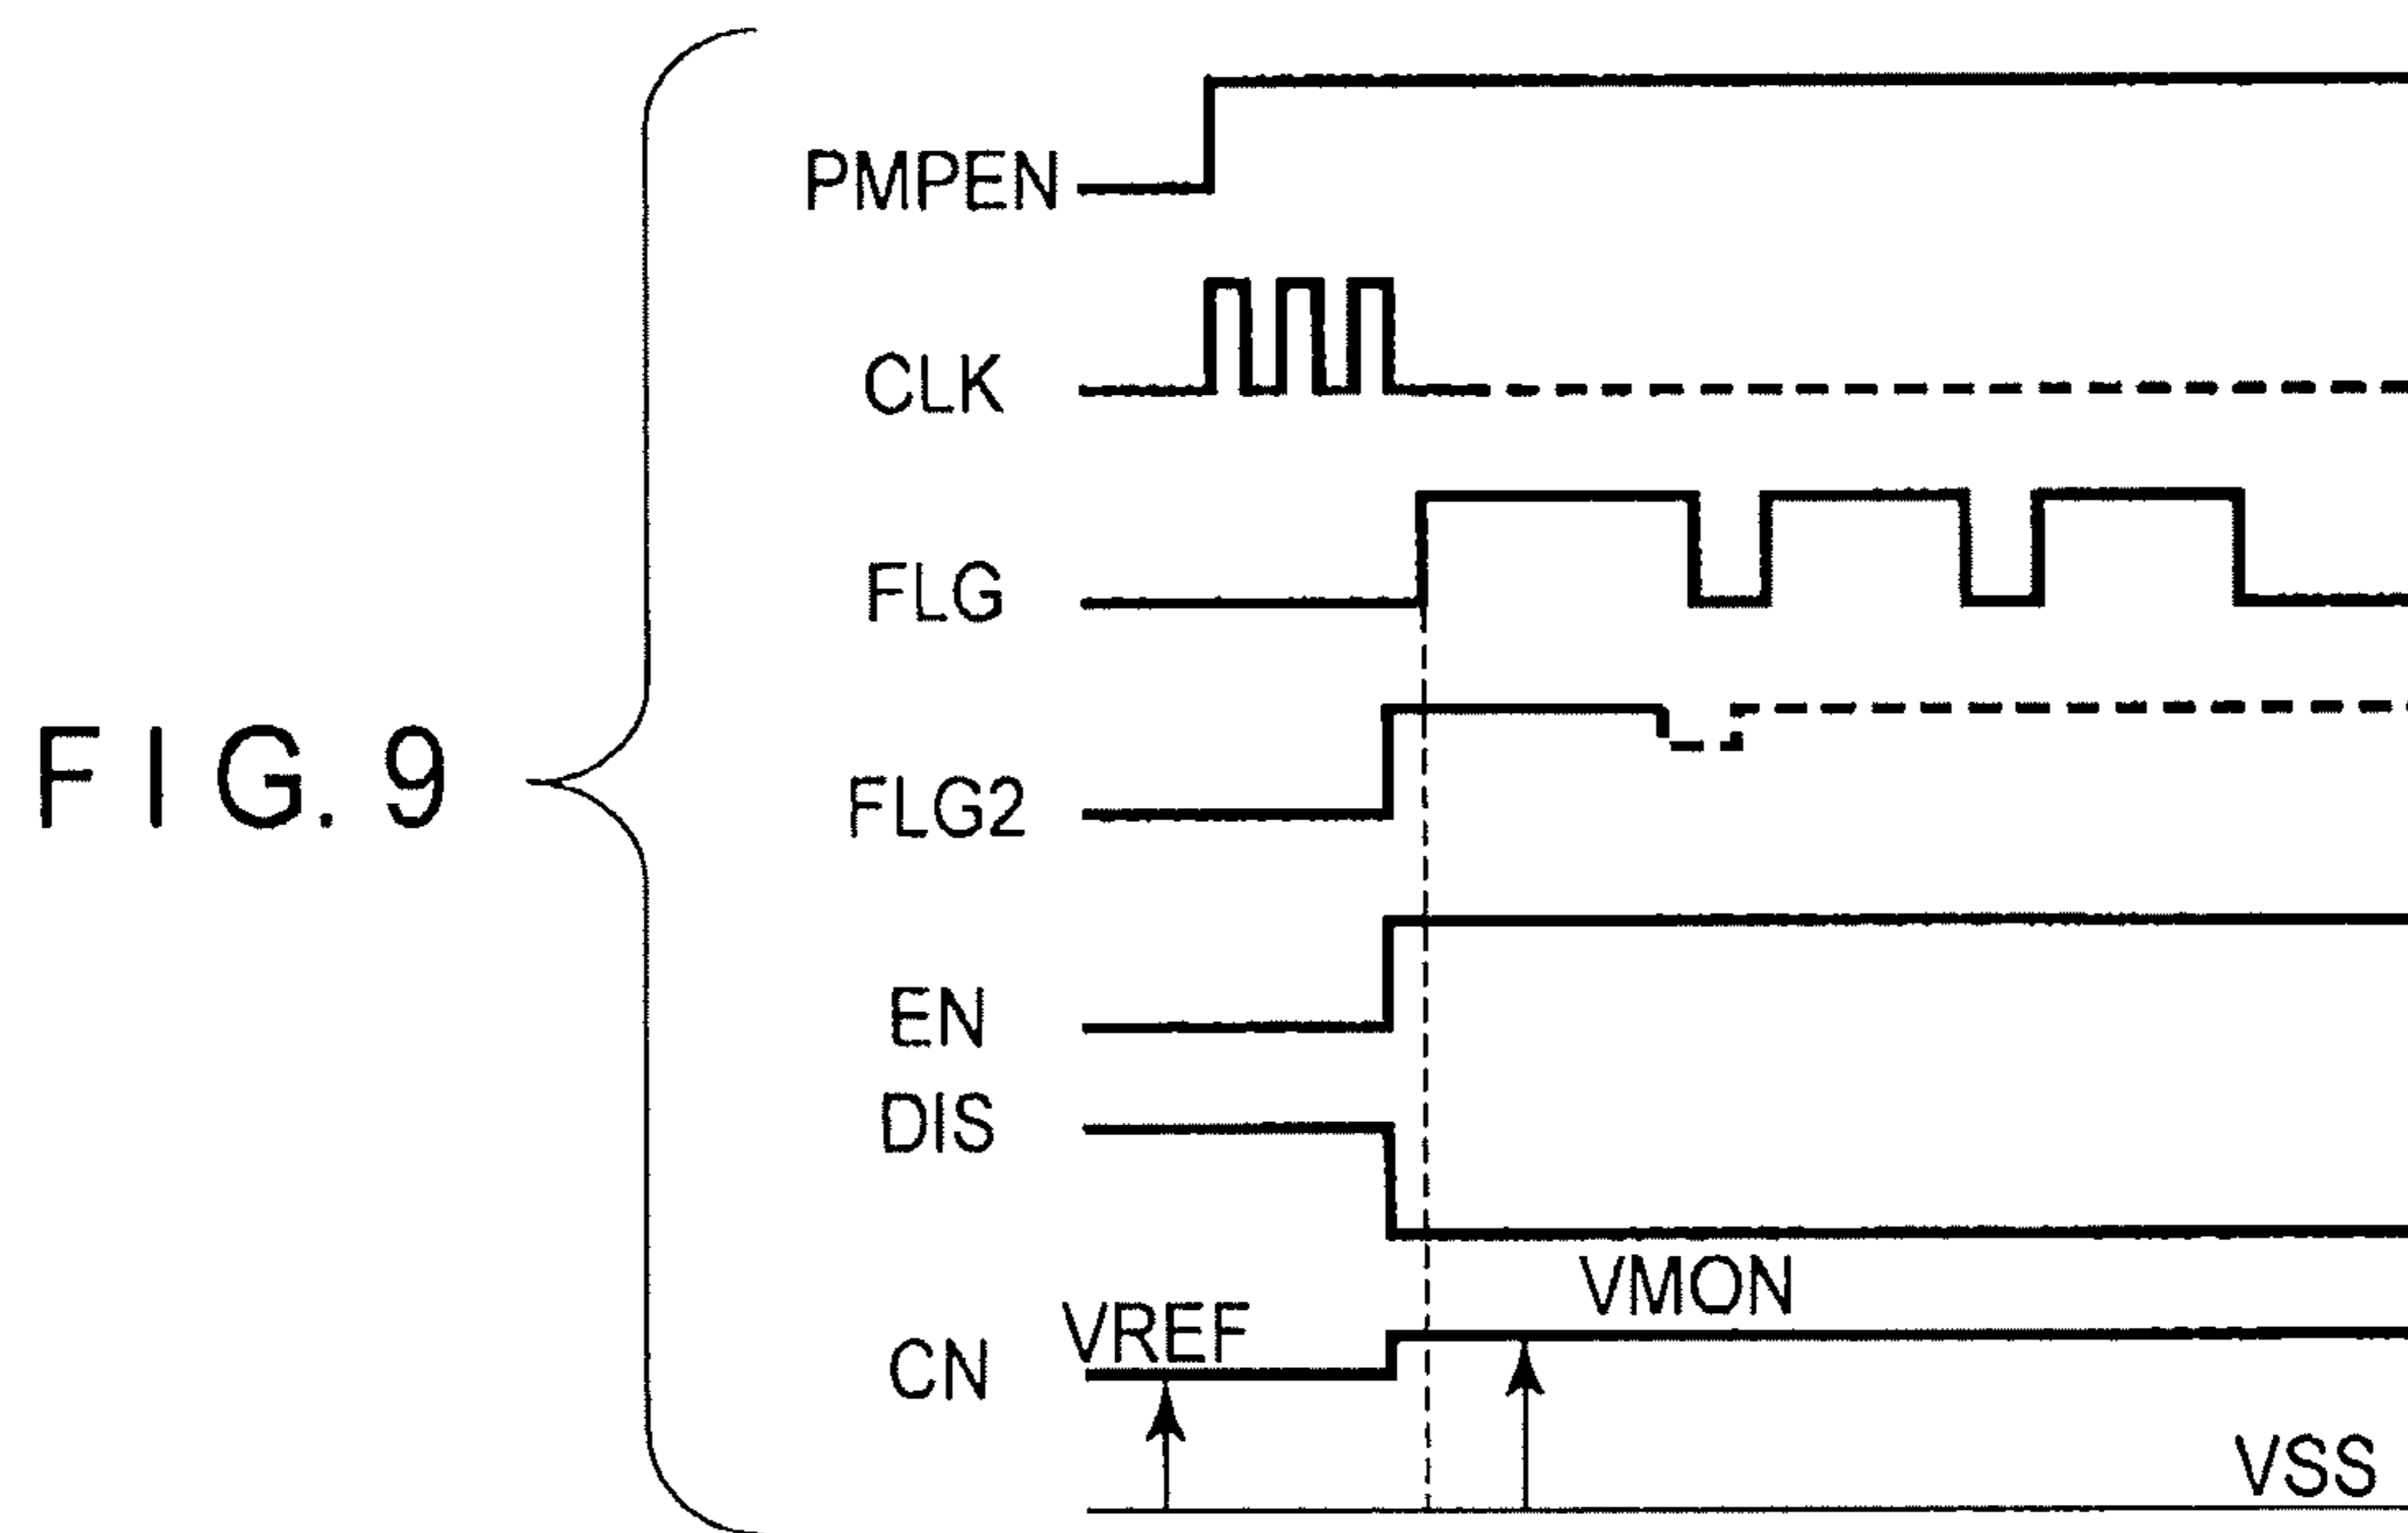 FIG. 9
PMPEN
CLK
FLG
FLG2
EN
DIS
VMON
VREF
CN
VSS